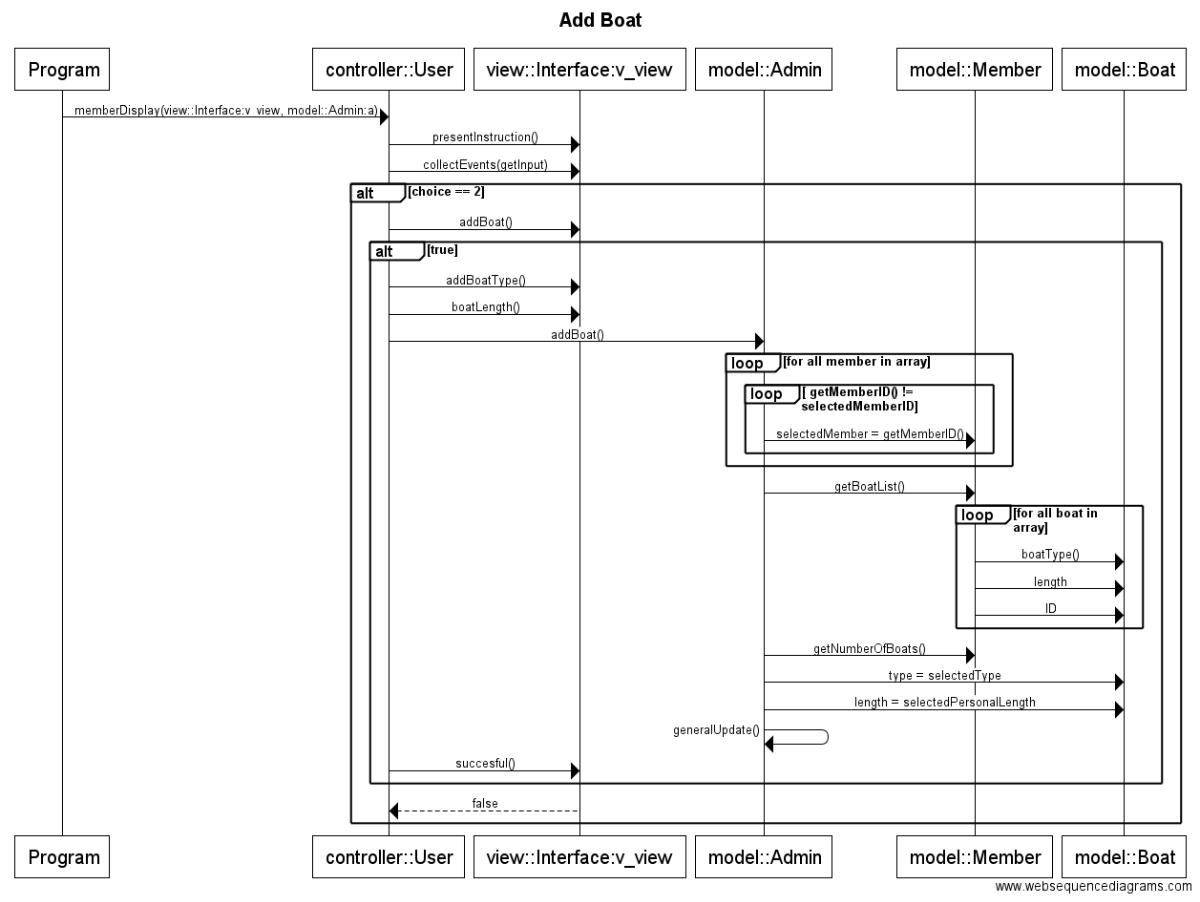 Add Boat
Program
controller::User
view::Interface:v_view
model::Admin
model::Member
model::Boat
memberDisplay(view::Interface:v_view, model::Admin:a)
presentInstruction()
collectEvents(getInput)
alt
[choice == 2]
addBoat()
alt
[true]
addBoatType()
boatLength()
addBoat()
loop
[for all member in array]
loop
[ getMemberID() !=
selectedMemberID]
selectedMember = getMemberID()
getBoatList()
loop
[for all boat in
array]
boatType()
length
ID
getNumberOfBoats()
type = selectedType
length = selectedPersonalLength
generalUpdate()
succesful()
false
Program
controller::User
view::Interface:v_view
model::Admin
model::Member
model::Boat
www.websequencediagrams.com